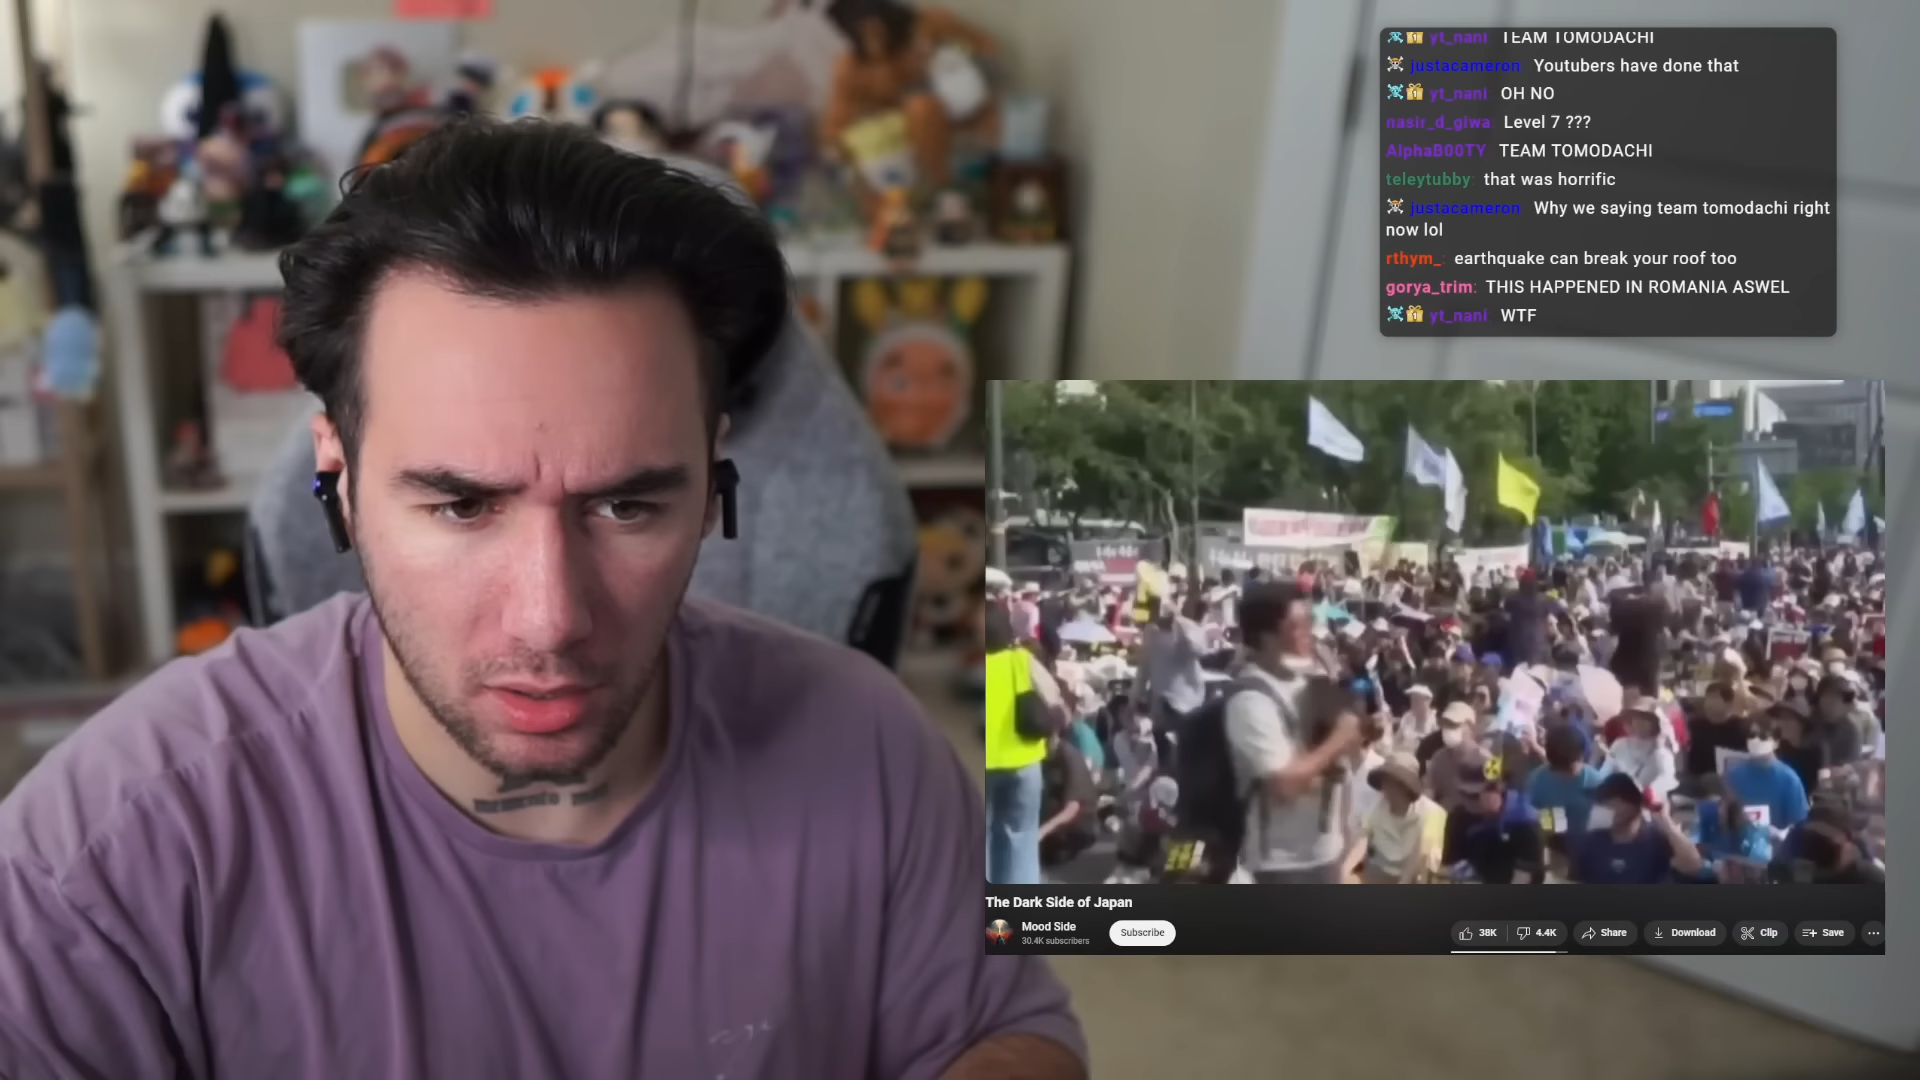 yt_nani TEAM TOMODACHI
justacameron Youtubers have done that
yt_nani OH NO
nasir_d_giwa Level 7 ???
AlphaB00TY TEAM TOMODACHI
teleytubby: that was horrific
justacameron Why we saying team tomodachi right
now lol
rthym_: earthquake can break your roof too
gorya_trim: THIS HAPPENED IN ROMANIA ASWEL
yt_nani WTF
The Dark Side of Japan
Mood Side
30.4K subscribers
Subscribe
38K
4.4K
Share
Download
Clip
Save